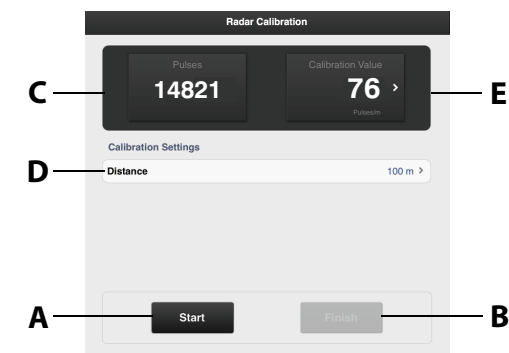 Radar Calibration
Pulses
Calibration Value
C
14821
76 >
E
Pulses/m
Calibration Settings
D
Distance
100 m >
A
Start
Finish
B